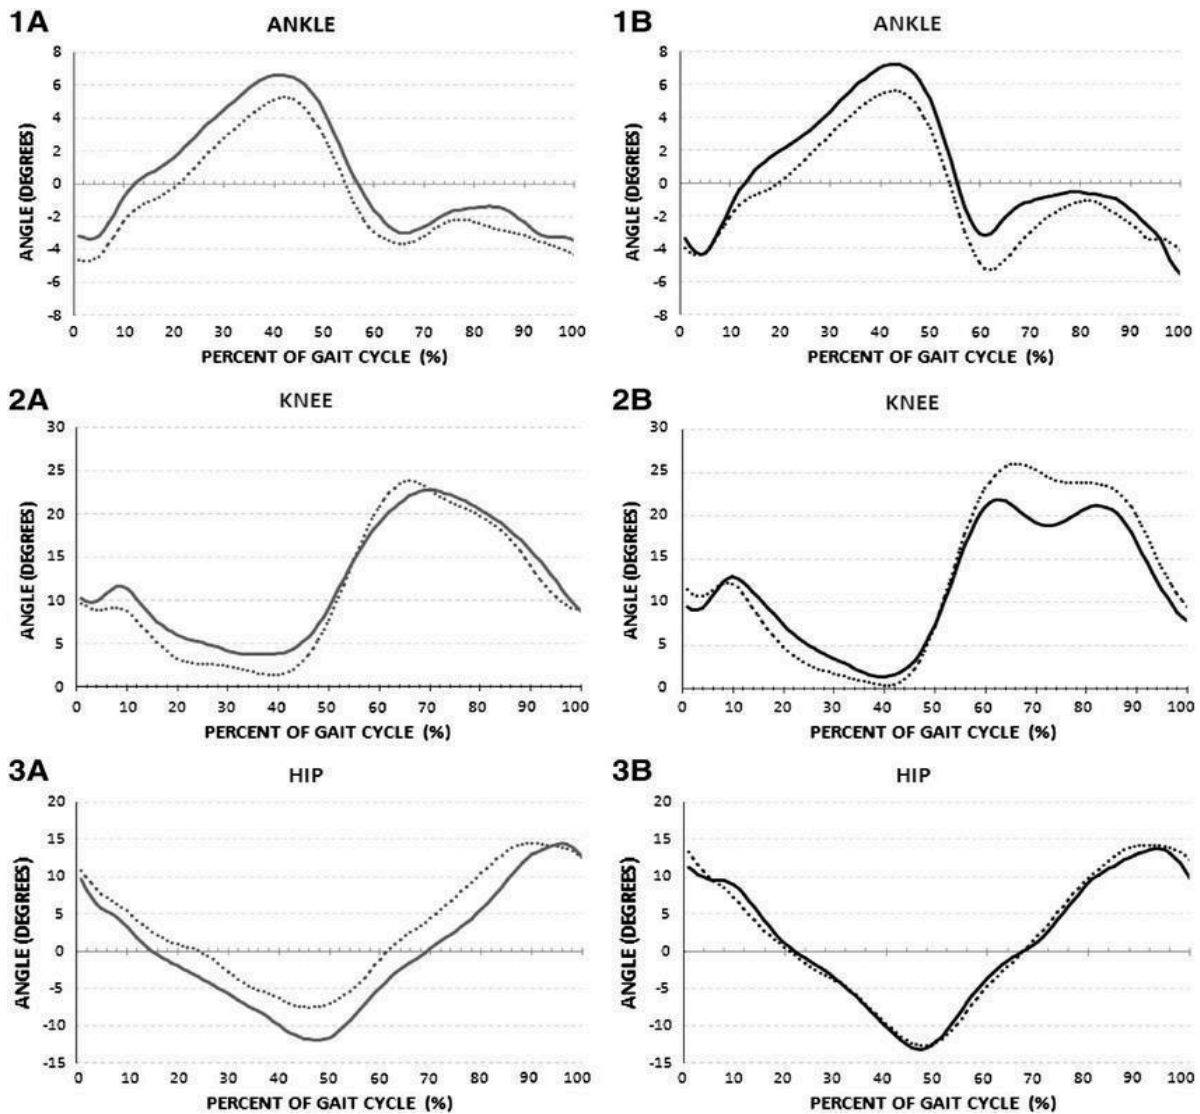 1A
ANKLE
ANGLE (DEGREES)
8
6
4
2
0
-2
-4
-6
-8
0 10 20 30 40 50 60 70 80 90 100
PERCENT OF GAIT CYCLE (%)
1B
ANKLE
ANGLE (DEGREES)
8
6
4
2
0
-2
-4
-6
-8
0 10 20 30 40 50 60 70 80 90 100
PERCENT OF GAIT CYCLE (%)
2A
KNEE
ANGLE (DEGREES)
30
25
20
15
10
5
0
0 10 20 30 40 50 60 70 80 90 100
PERCENT OF GAIT CYCLE (%)
2B
KNEE
ANGLE (DEGREES)
30
25
20
15
10
5
0
0 10 20 30 40 50 60 70 80 90 100
PERCENT OF GAIT CYCLE (%)
3A
HIP
ANGLE (DEGREES)
20
15
10
5
0
-5
-10
-15
0 10 20 30 40 50 60 70 80 90 100
PERCENT OF GAIT CYCLE (%)
3B
HIP
ANGLE (DEGREES)
20
15
10
5
0
-5
-10
-15
0 10 20 30 40 50 60 70 80 90 100
PERCENT OF GAIT CYCLE (%)